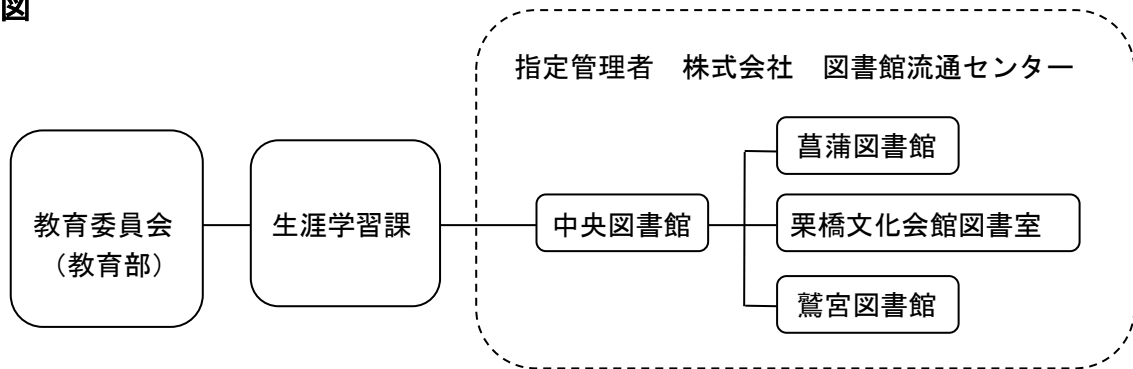 図
指定管理者　株式会社　図書館流通センター
教育委員会
（教育部）
生涯学習課
中央図書館
菖蒲図書館
栗橋文化会館図書室
鷲宮図書館